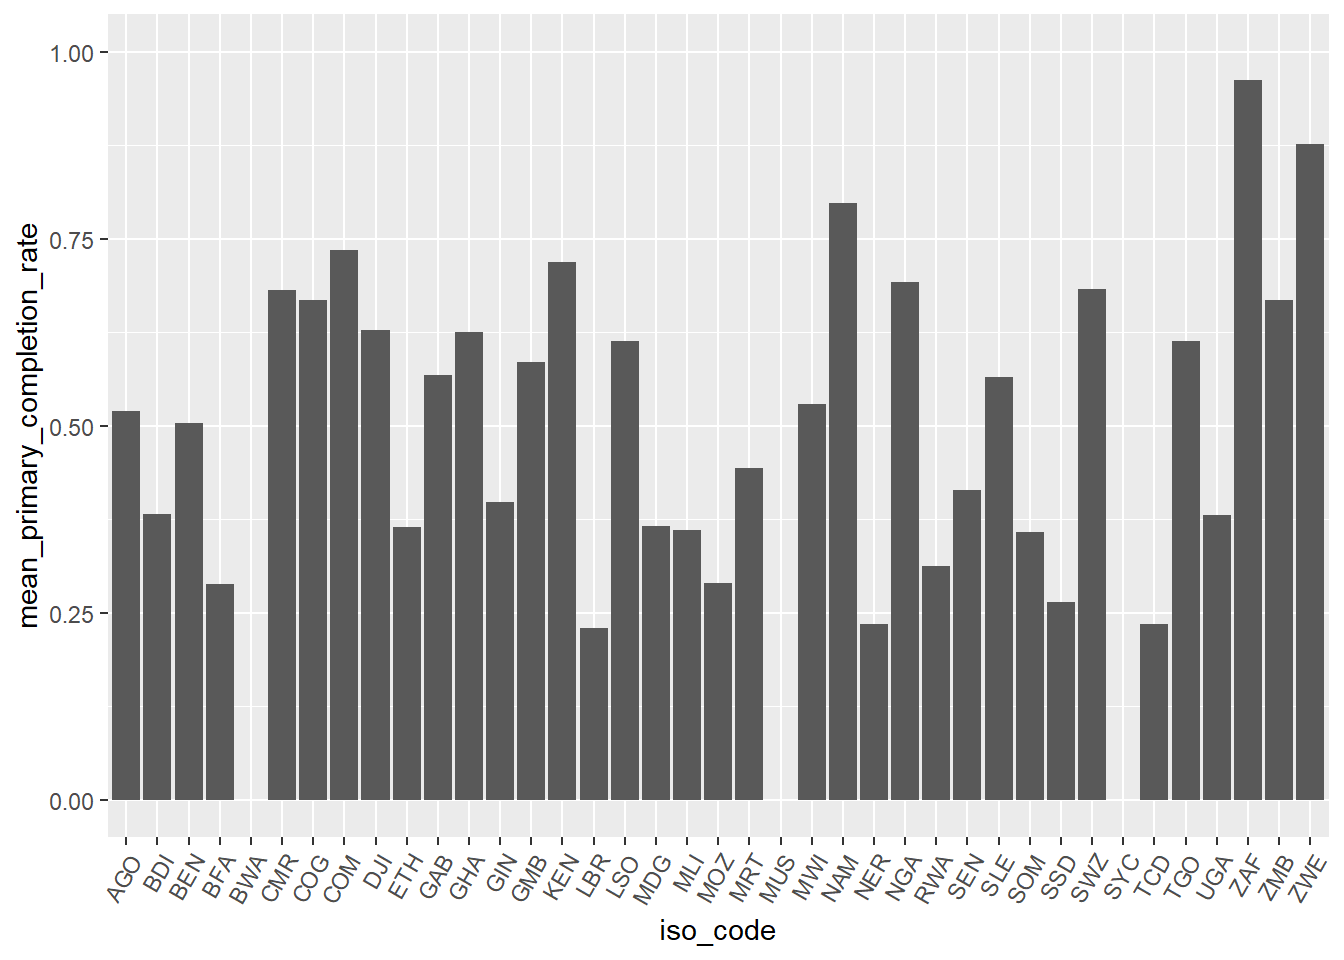 1.00
0.75
0.50
0.25
0.00
mean_primary_completion_rate
AGO
BDI
BEN
BFA
BWA
CMR
COG
COM
DJI
ETH
GAB
GHA
GIN
GMB
KEN
LBR
LSO
MDG
MLI
MOZ
MRT
MUS
MWI
NAM
NER
NGA
RWA
SEN
SLE
SOM
SSD
SWZ
SYC
TCD
TGO
UGA
ZAF
ZMB
ZWE
iso_code